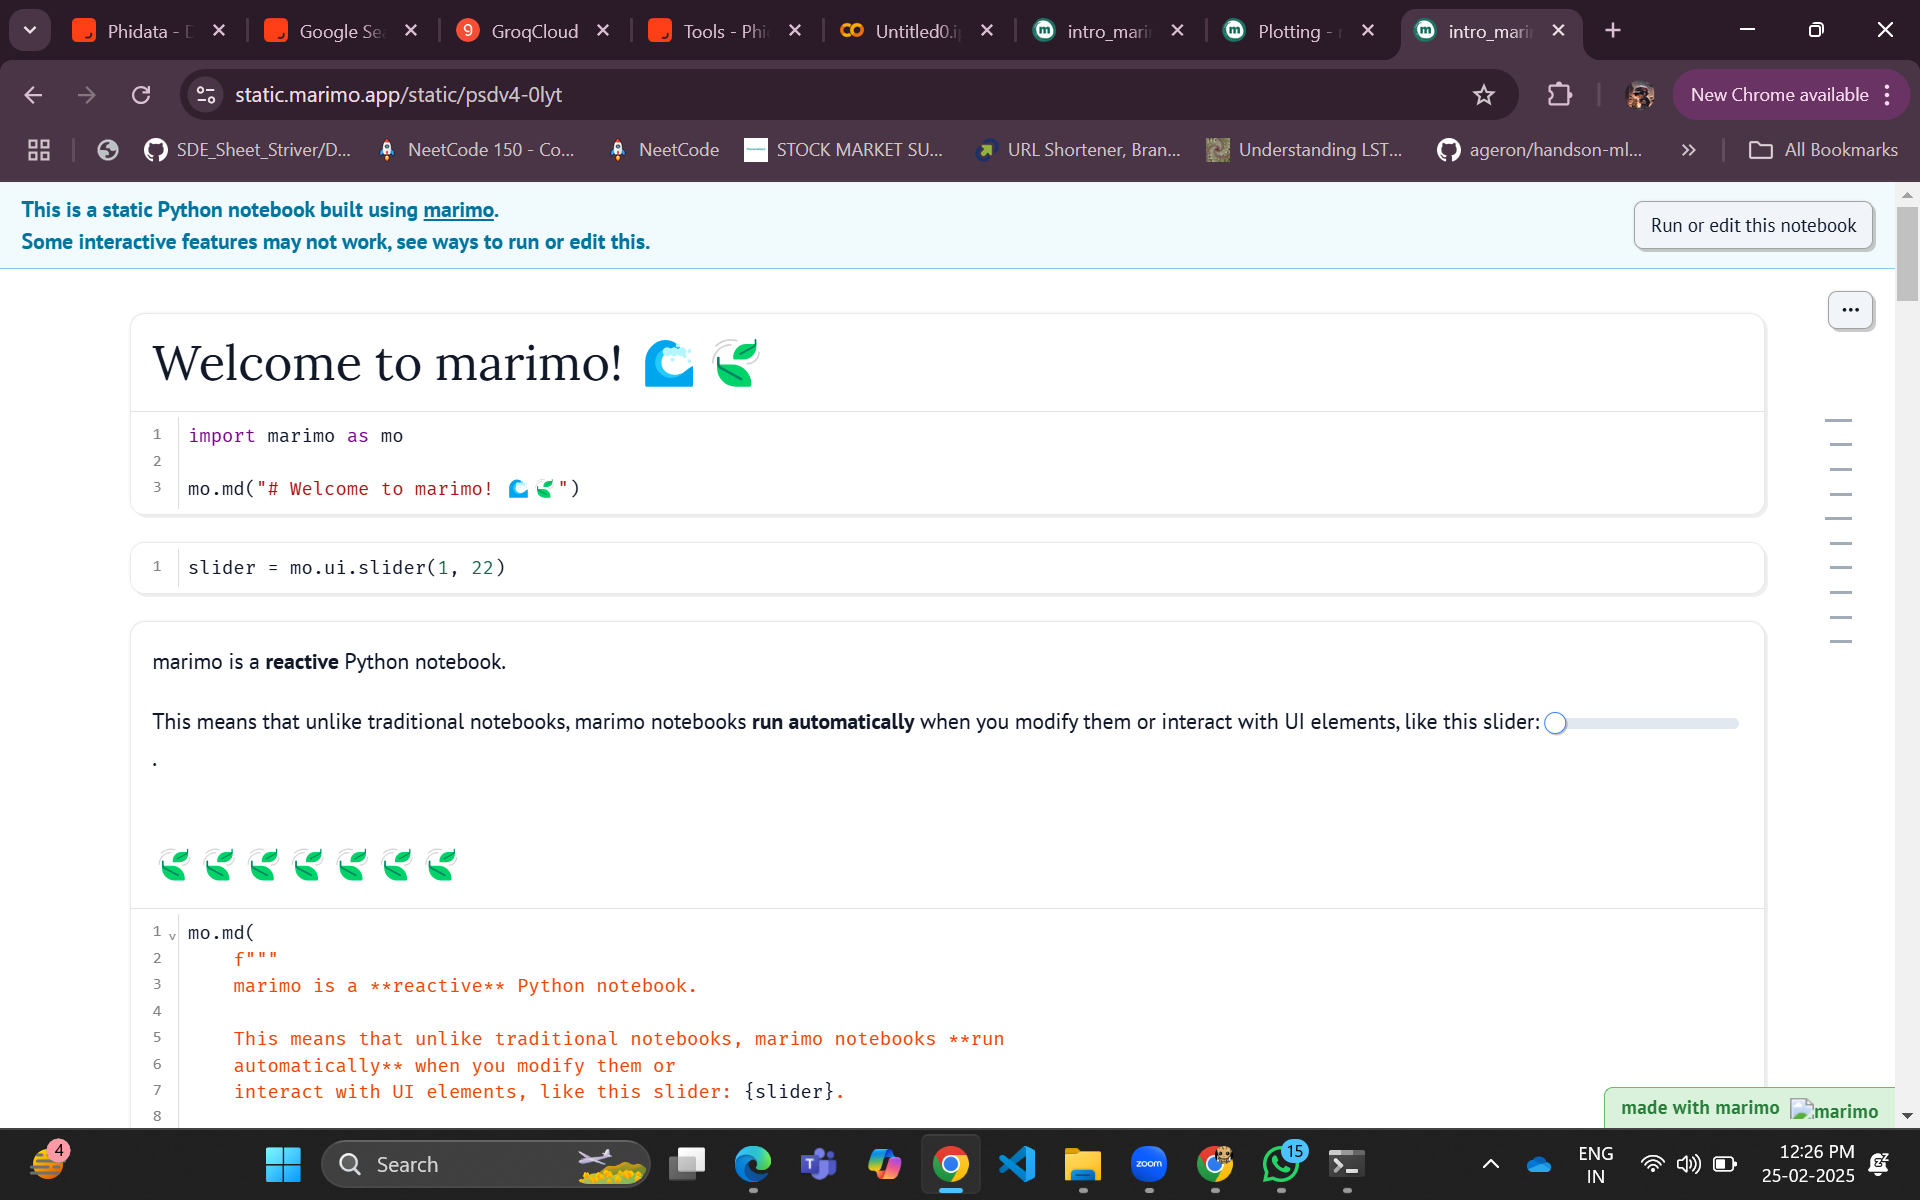 Phidata - D
Google Sea
GroqCloud
Tools - Phi
Untitled0.i
intro_mari
Plotting -
intro_mari
static.marimo.app/static/psdv4-0lyt
New Chrome available
SDE_Sheet_Striver/D...
NeetCode 150 - Co...
NeetCode
STOCK MARKET SU...
URL Shortener, Bran...
Understanding LST...
ageron/handson-ml...
All Bookmarks
This is a static Python notebook built using marimo.
Some interactive features may not work, see ways to run or edit this.
Run or edit this notebook
Welcome to marimo! 🌊🍃
1 import marimo as mo
2
3 mo.md("# Welcome to marimo! 🌊🍃")
1 slider = mo.ui.slider(1, 22)
marimo is a reactive Python notebook.
This means that unlike traditional notebooks, marimo notebooks run automatically when you modify them or interact with UI elements, like this slider:
.
🍃🍃🍃🍃🍃🍃🍃
1 mo.md(
2 f"""
3 marimo is a **reactive** Python notebook.
4
5 This means that unlike traditional notebooks, marimo notebooks **run
6 automatically** when you modify them or
7 interact with UI elements, like this slider: {slider}.
8
made with marimo marimo
4
Search
zoom
15
ENG
IN
12:26 PM
25-02-2025